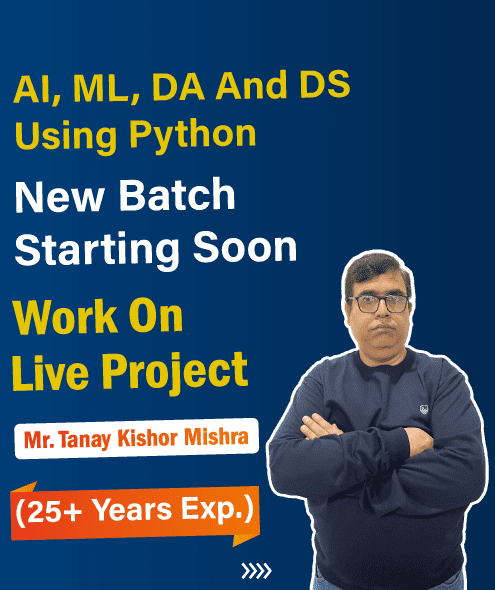 AI, ML, DA And DS
Using Python
New Batch
Starting Soon
Work On
Live Project
Mr. Tanay Kishor Mishra
(25+ Years Exp.)